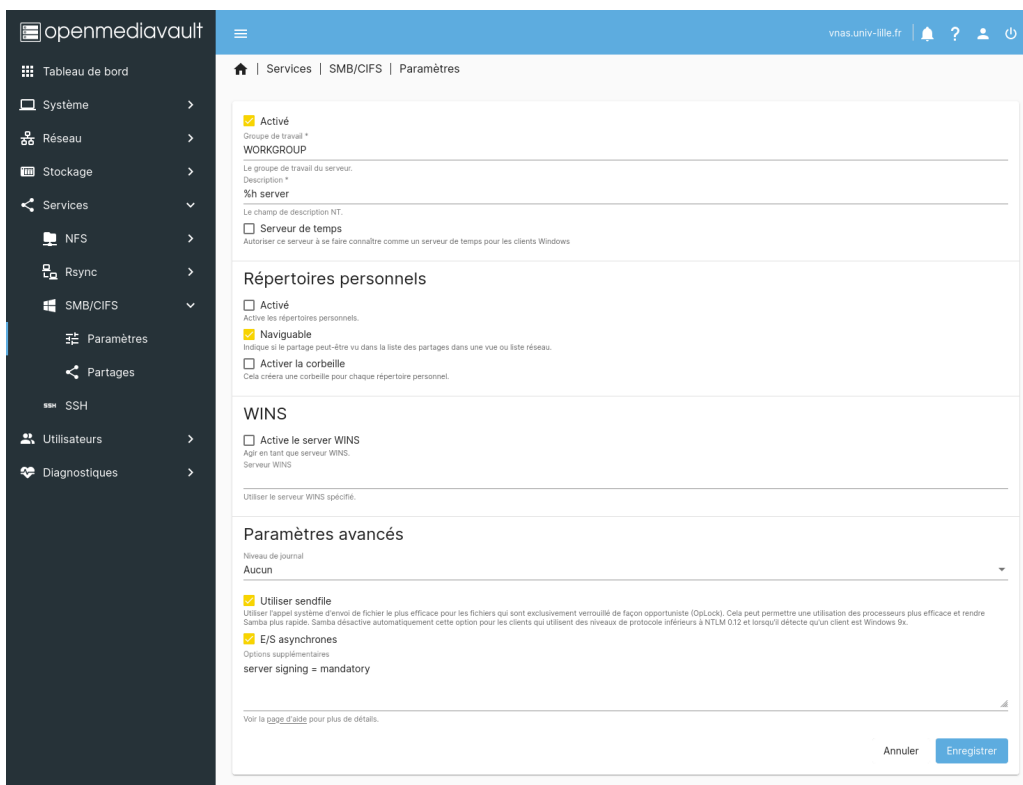 openmediavault
vnas.univ-lille.fr
Tableau de bord
Système
Réseau
Stockage
Services
NFS
Rsync
SMB/CIFS
Paramètres
Partages
SSH SSH
Utilisateurs
Diagnostiques
| Services | SMB/CIFS | Paramètres
Activé
Groupe de travail *
WORKGROUP
Le groupe de travail du serveur.
Description *
%h server
Le champ de description NT.
Serveur de temps
Autoriser ce serveur à se faire connaître comme un serveur de temps pour les clients Windows
Répertoires personnels
Activé
Active les répertoires personnels.
Naviguable
Indique si le partage peut-être vu dans la liste des partages dans une vue ou liste réseau.
Activer la corbeille
Cela créera une corbeille pour chaque répertoire personnel.
WINS
Active le server WINS
Agir en tant que serveur WINS.
Serveur WINS
Utiliser le serveur WINS spécifié.
Paramètres avancés
Niveau de journal
Aucun
Utiliser sendfile
Utiliser l'appel système d'envoi de fichier le plus efficace pour les fichiers qui sont exclusivement verrouillé de façon opportuniste (OpLock). Cela peut permettre une utilisation des processeurs plus efficace et rendre
Samba plus rapide. Samba désactive automatiquement cette option pour les clients qui utilisent des niveaux de protocole inférieurs à NTLM 0.12 et lorsqu'il détecte qu'un client est Windows 9x.
E/S asynchrones
Options supplémentaires
server signing = mandatory
Voir la page d'aide pour plus de détails.
Annuler
Enregistrer